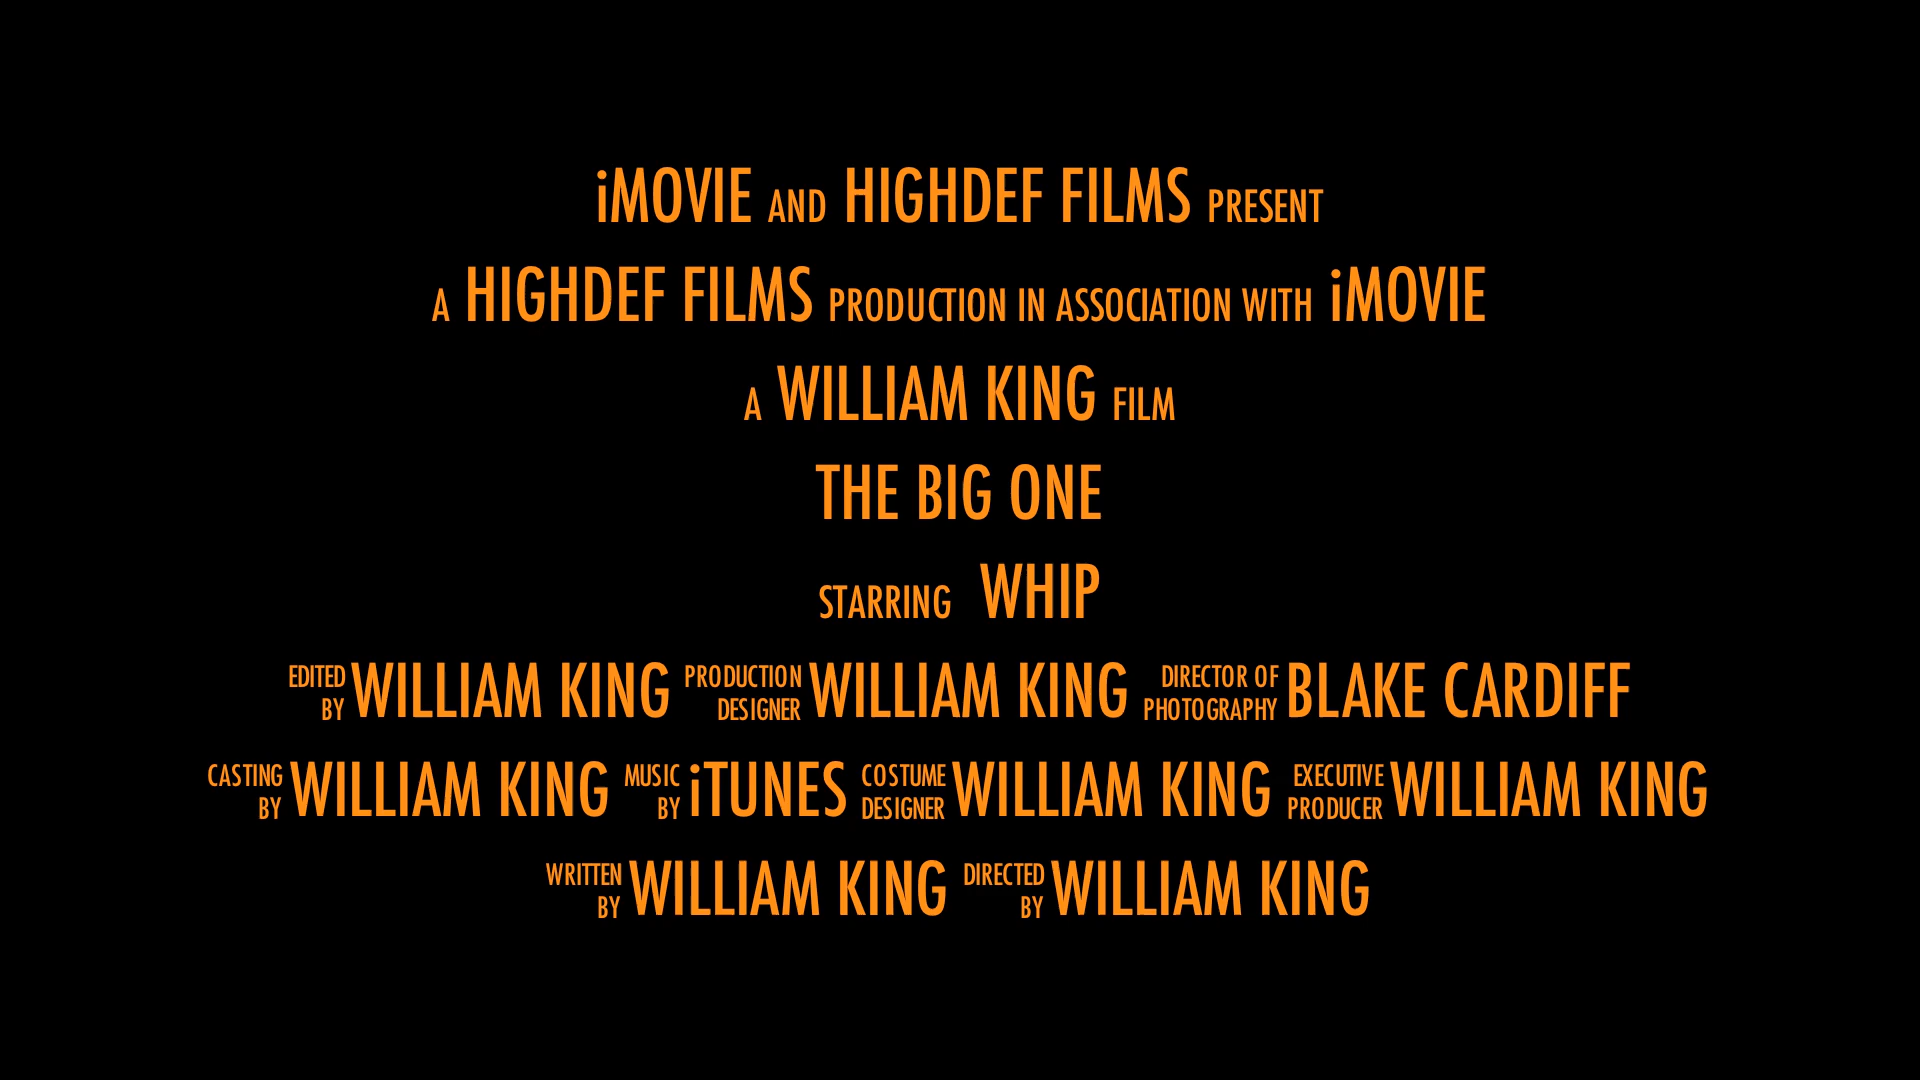 iMOVIE AND HIGHDEF FILMS PRESENT
A HIGHDEF FILMS PRODUCTION IN ASSOCIATION WITH iMOVIE
A WILLIAM KING FILM
THE BIG ONE
STARRING WHIP
EDITED BY WILLIAM KING PRODUCTION DESIGNER WILLIAM KING DIRECTOR OF PHOTOGRAPHY BLAKE CARDIFF
CASTING BY WILLIAM KING MUSIC BY iTUNES COSTUME DESIGNER WILLIAM KING EXECUTIVE PRODUCER WILLIAM KING
WRITTEN BY WILLIAM KING DIRECTED BY WILLIAM KING